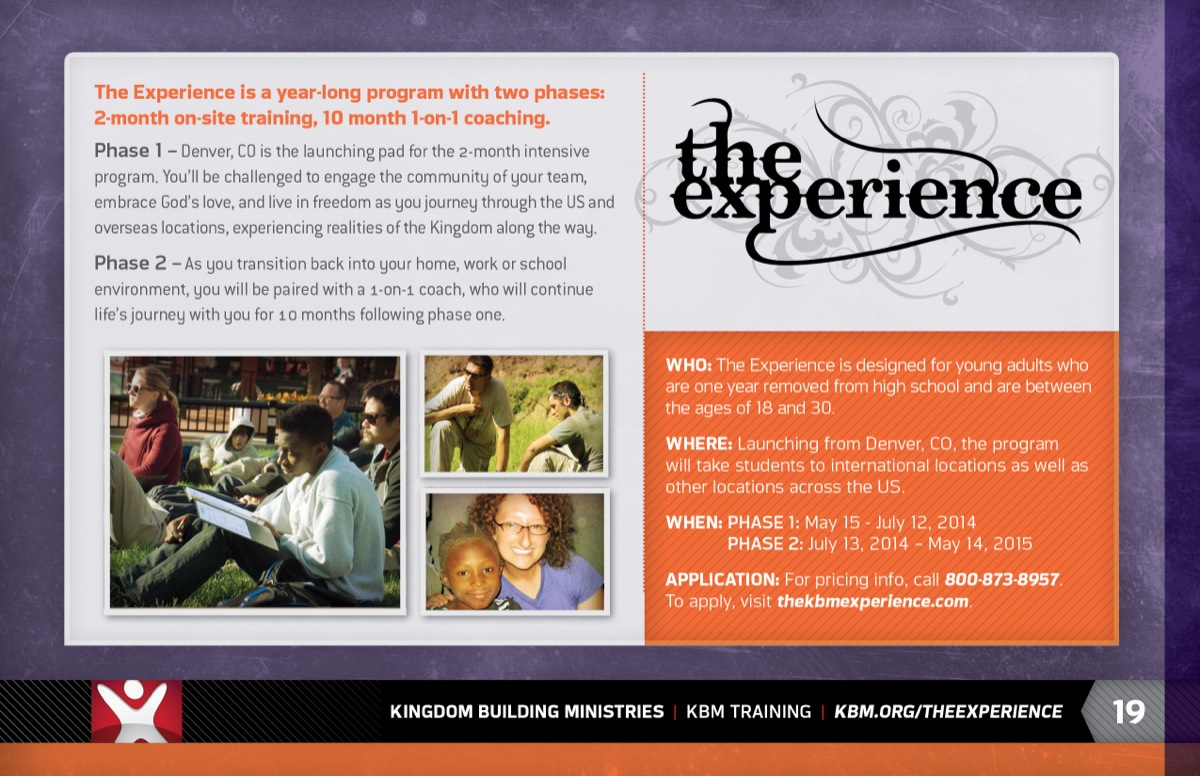 The Experience is a year-long program with two phases:
2-month on-site training, 10 month 1-on-1 coaching.
Phase 1 – Denver, CO is the launching pad for the 2-month intensive
program. You'll be challenged to engage the community of your team,
embrace God's love, and live in freedom as you journey through the US and
overseas locations, experiencing realities of the Kingdom along the way.
Phase 2 – As you transition back into your home, work or school
environment, you will be paired with a 1-on-1 coach, who will continue
life's journey with you for 10 months following phase one.
the
experience
WHO: The Experience is designed for young adults who
are one year removed from high school and are between
the ages of 18 and 30.
WHERE: Launching from Denver, CO, the program
will take students to international locations as well as
other locations across the US.
WHEN: PHASE 1: May 15 - July 12, 2014
PHASE 2: July 13, 2014 – May 14, 2015
APPLICATION: For pricing info, call 800-873-8957.
To apply, visit thekbmexperience.com.
KINGDOM BUILDING MINISTRIES | KBM TRAINING | KBM.ORG/THEEXPERIENCE
19